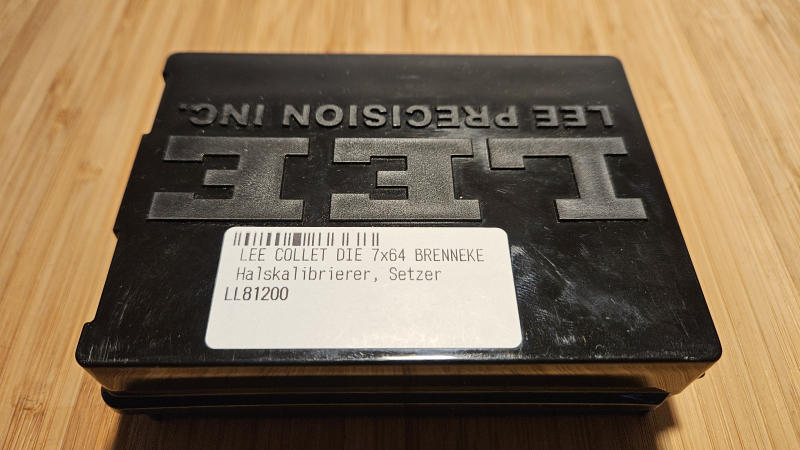 LEE PRECISION INC.
LEE
LEE COLLET DIE 7x64 BRENNEKE
Halskalibrierer, Setzer
LL81200